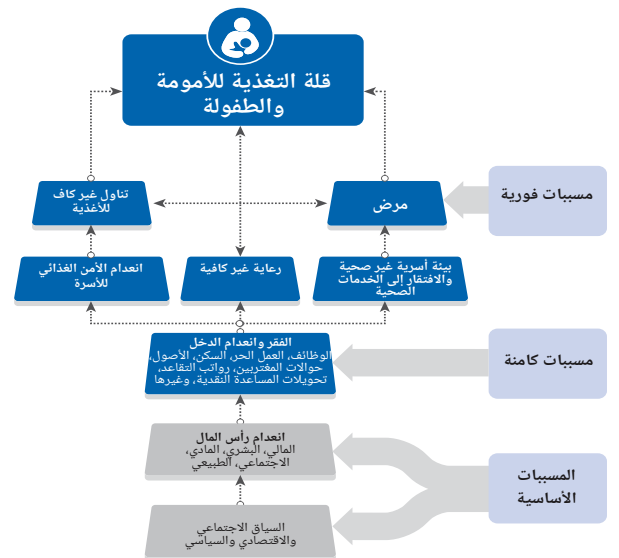 قلة التغذية للأمومة
والطفولة
مسببات فورية
مرض
تناول غير كاف
للأغذية
بيئة أسرية غير صحية
والافتقار إلى الخدمات
الصحية
رعاية غير كافية
انعدام الأمن الغذائي
للأسرة
مسببات كامنة
الفقر وانعدام الدخل
الوظائف، العمل الحر، السكن، الأصول،
حوالات المغتربين، رواتب التقاعد،
تحويلات المساعدة النقدية، وغيرها
المسببات
الأساسية
انعدام رأس المال
المالي، البشري، المادي،
الاجتماعي، الطبيعي
السياق الاجتماعي
والاقتصادي والسياسي